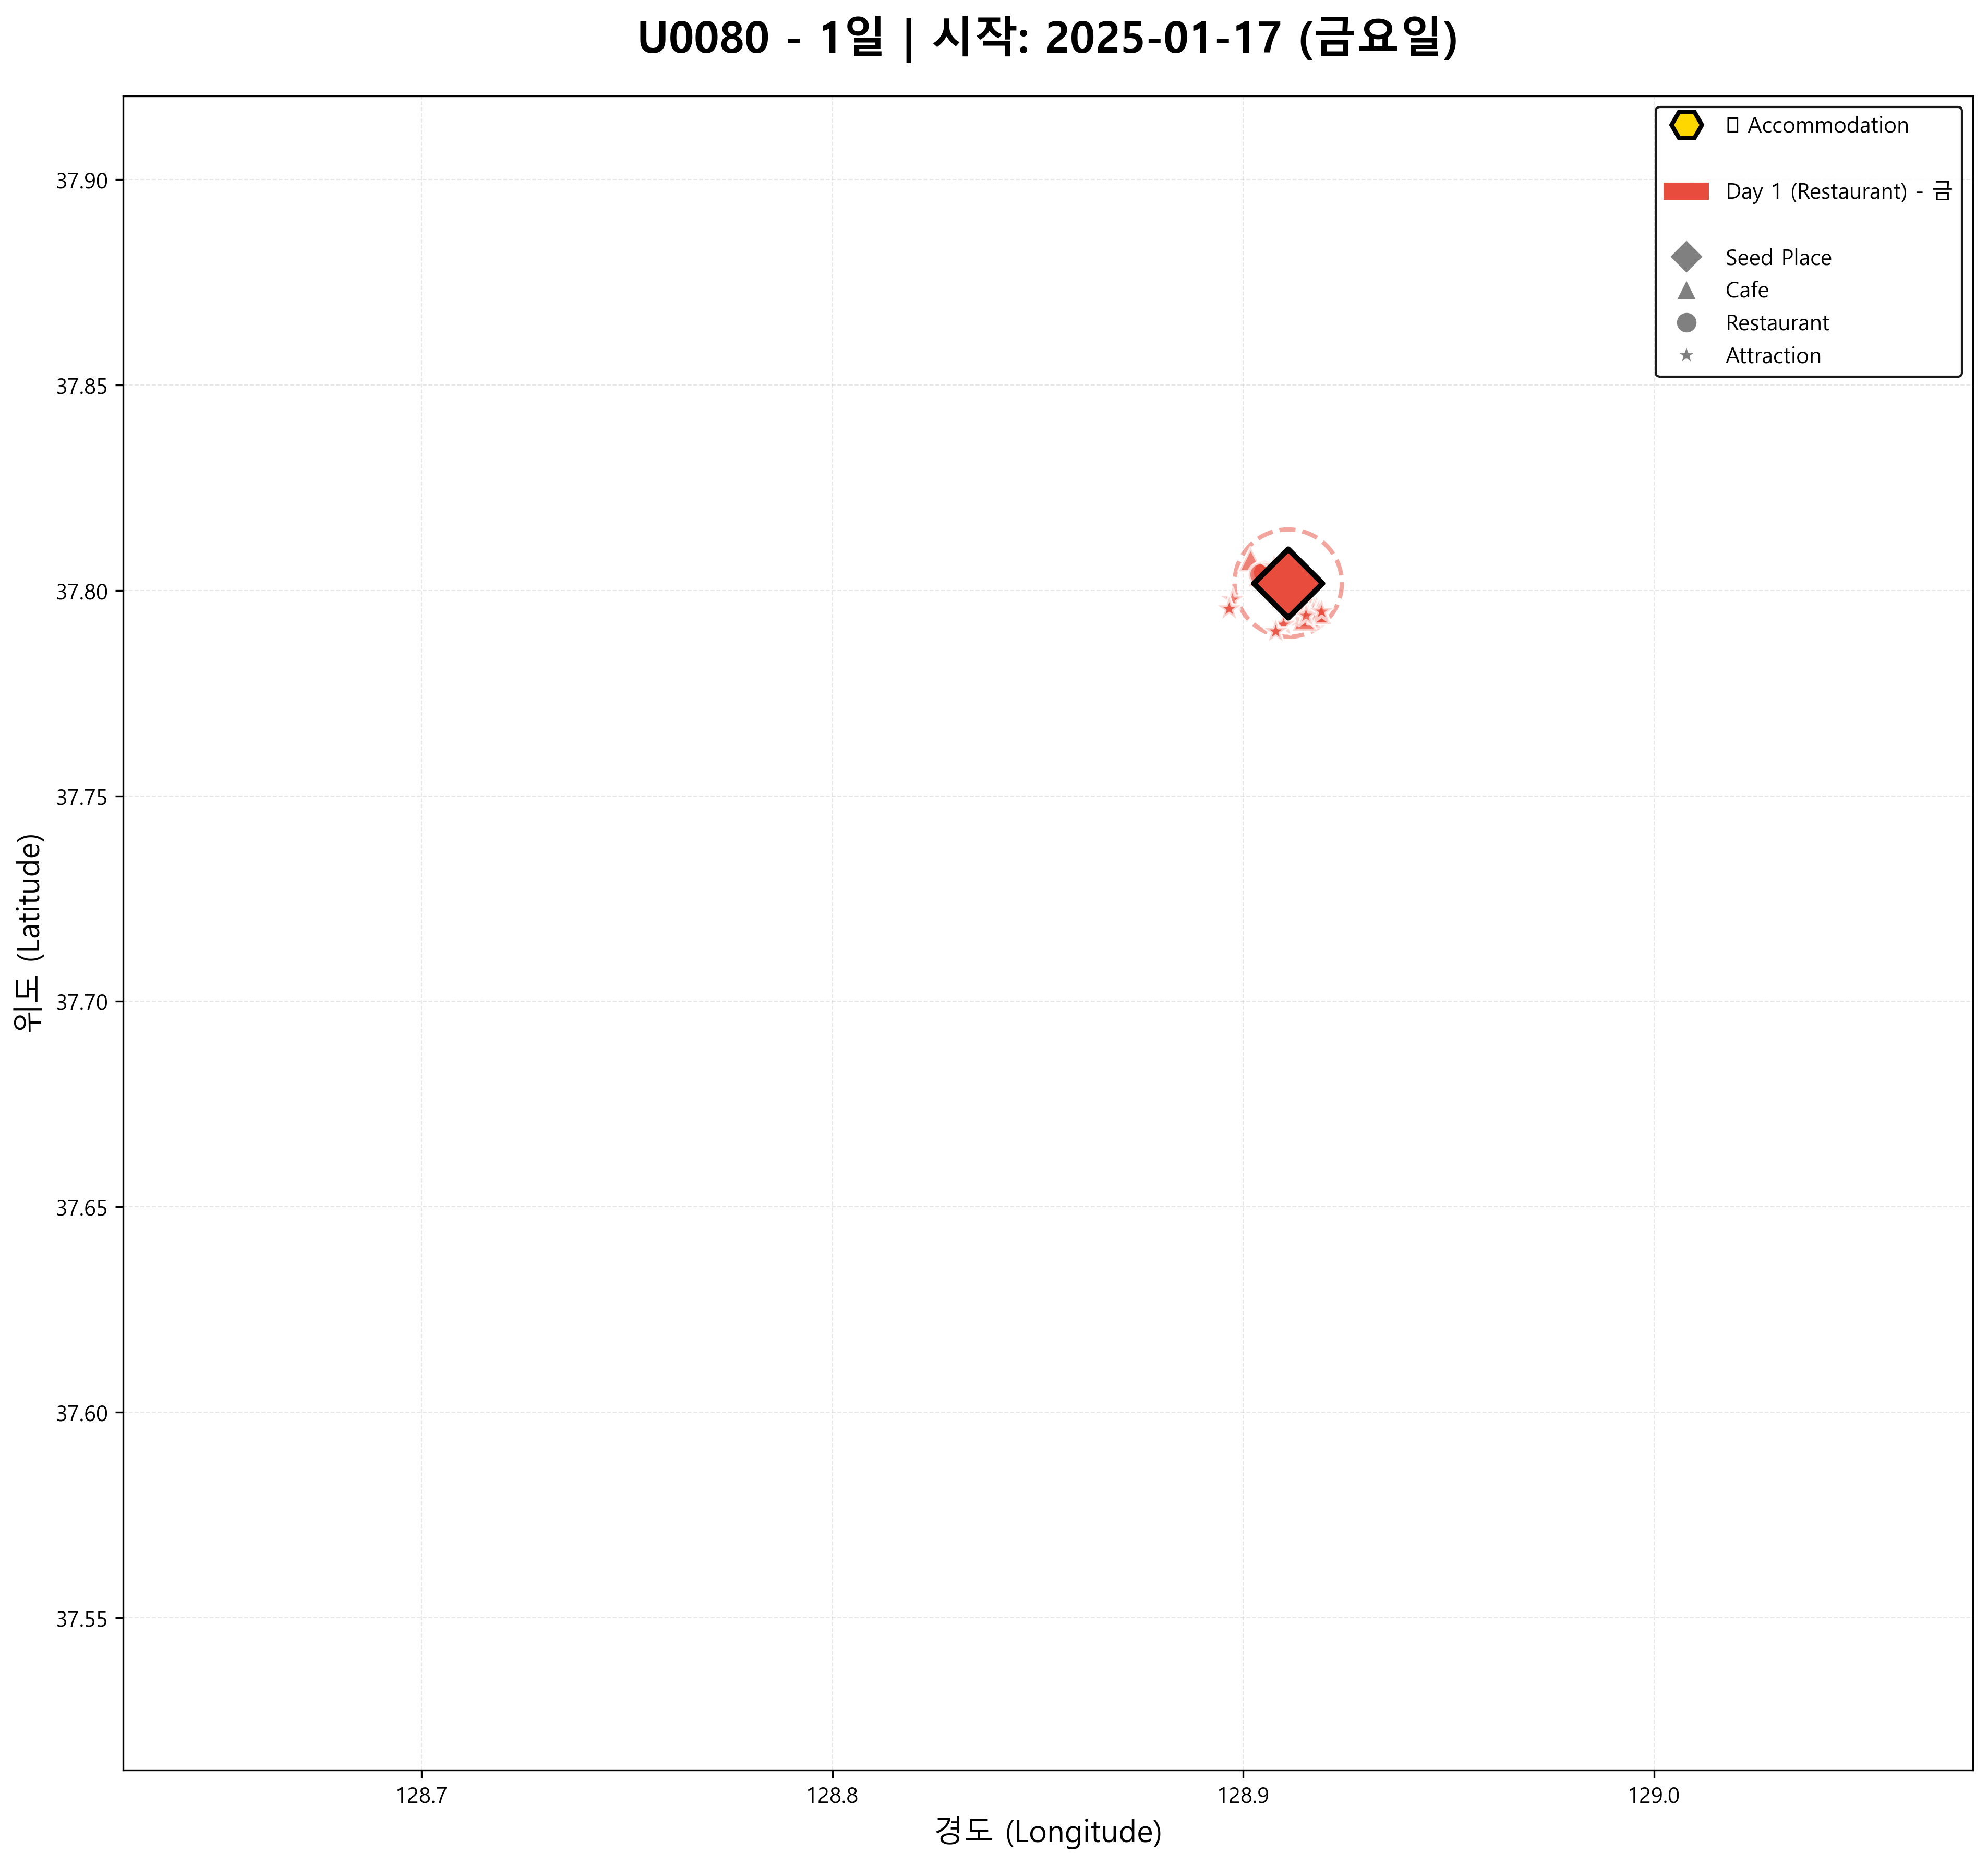 U0080 - 1일 | 시작: 2025-01-17 (금요일)
□ Accommodation
Day 1 (Restaurant) - 금
Seed Place
Cafe
Restaurant
Attraction
위도 (Latitude)
37.90
37.85
37.80
37.75
37.70
37.65
37.60
37.55
128.7
128.8
128.9
129.0
경도 (Longitude)